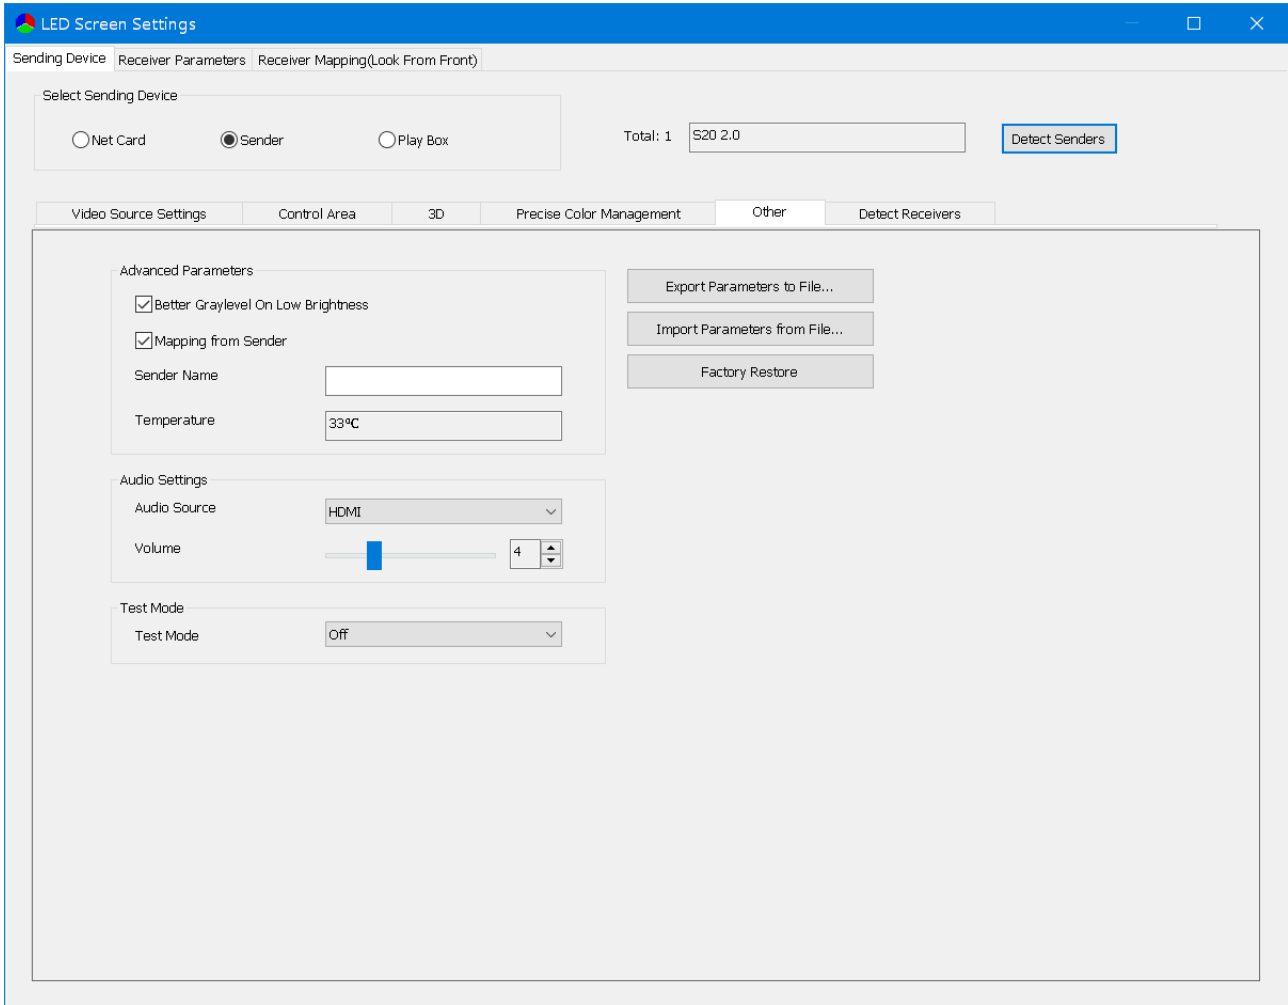 LED Screen Settings
Sending Device Receiver Parameters Receiver Mapping(Look From Front)
Select Sending Device
Net Card Sender Play Box Total: 1 S20 2.0 Detect Senders
Video Source Settings Control Area 3D Precise Color Management Other Detect Receivers
Advanced Parameters
Export Parameters to File...
Better Graylevel On Low Brightness
Import Parameters from File...
Mapping from Sender
Sender Name
Factory Restore
Temperature 33℃
Audio Settings
Audio Source HDMI
Volume 4
Test Mode
Test Mode Off